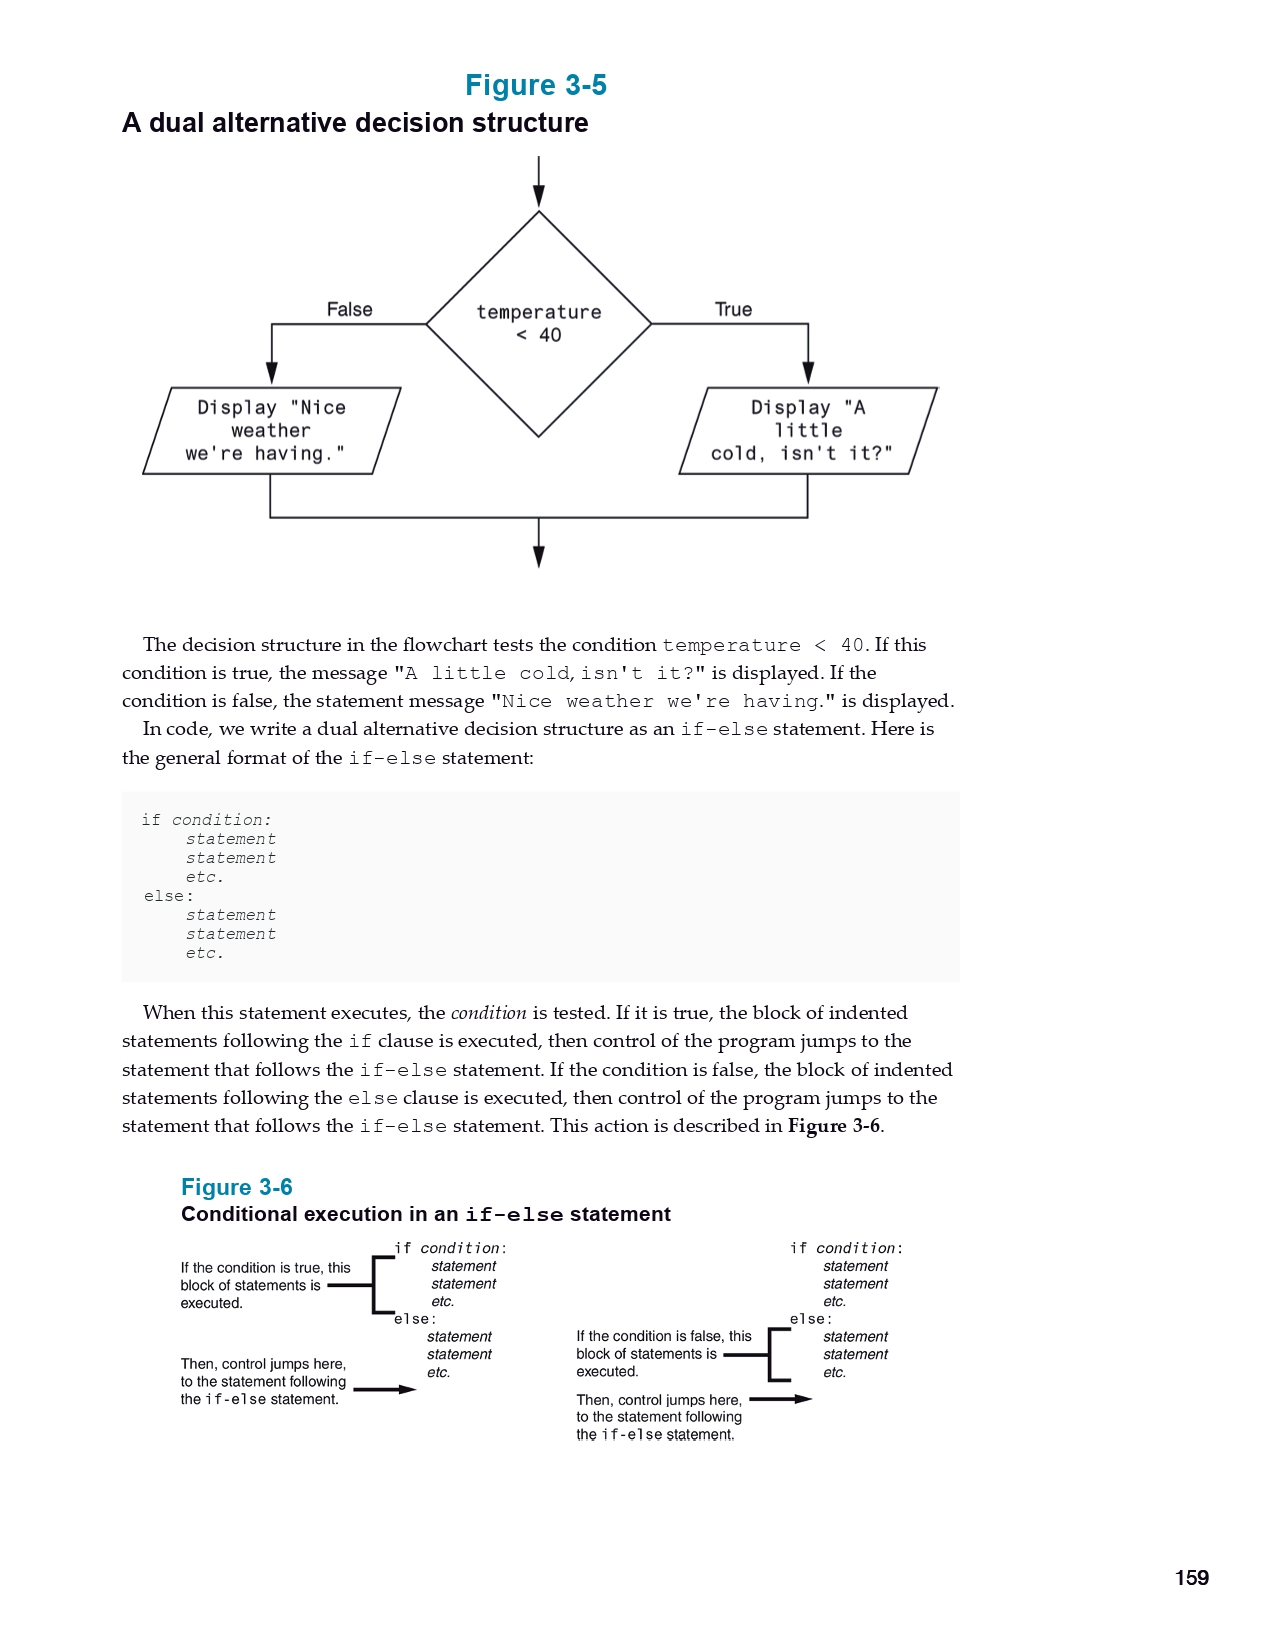 Figure 3-5
A dual alternative decision structure
False
temperature
< 40
True
Display "Nice
weather
we're having."
Display "A
little
cold, isn't it?"
The decision structure in the flowchart tests the condition temperature < 40. If this
condition is true, the message "A little cold, isn't it?" is displayed. If the
condition is false, the statement message "Nice weather we're having." is displayed.
In code, we write a dual alternative decision structure as an if-else statement. Here is
the general format of the if-else statement:
if condition:
statement
statement
etc.
else:
statement
statement
etc.
When this statement executes, the condition is tested. If it is true, the block of indented
statements following the if clause is executed, then control of the program jumps to the
statement that follows the if-else statement. If the condition is false, the block of indented
statements following the else clause is executed, then control of the program jumps to the
statement that follows the if-else statement. This action is described in Figure 3-6.
Figure 3-6
Conditional execution in an if-else statement
If the condition is true, this
block of statements is
executed.
Then, control jumps here,
to the statement following
the if-else statement.
if condition:
statement
statement
etc.
else:
statement
statement
etc.
If the condition is false, this
block of statements is
executed.
Then, control jumps here,
to the statement following
the if-else statement.
if condition:
statement
statement
etc.
else:
statement
statement
etc.
159